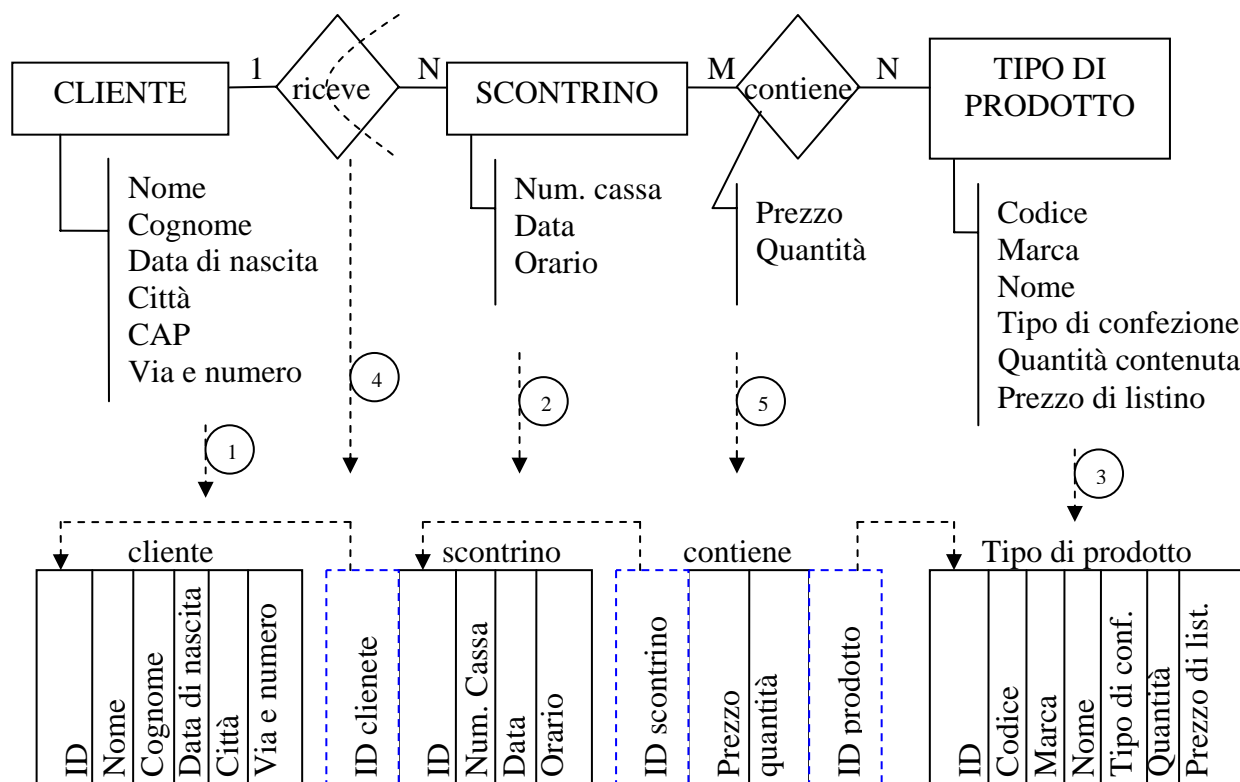 CLIENTE
1
riceve
N
SCONTRINO
M
contiene
N
TIPO DI
PRODOTTO
Nome
Cognome
Data di nascita
Città
CAP
Via e numero
Num. cassa
Data
Orario
Prezzo
Quantità
Codice
Marca
Nome
Tipo di confezione
Quantità contenuta
Prezzo di listino
4
2
5
1
3
cliente
scontrino
contiene
Tipo di prodotto
ID
Nome
Cognome
Data di nascita
Città
Via e numero
ID clienete
ID
Num. Cassa
Data
Orario
ID scontrino
Prezzo
quantità
ID prodotto
ID
Codice
Marca
Nome
Tipo di conf.
Quantità
Prezzo di list.